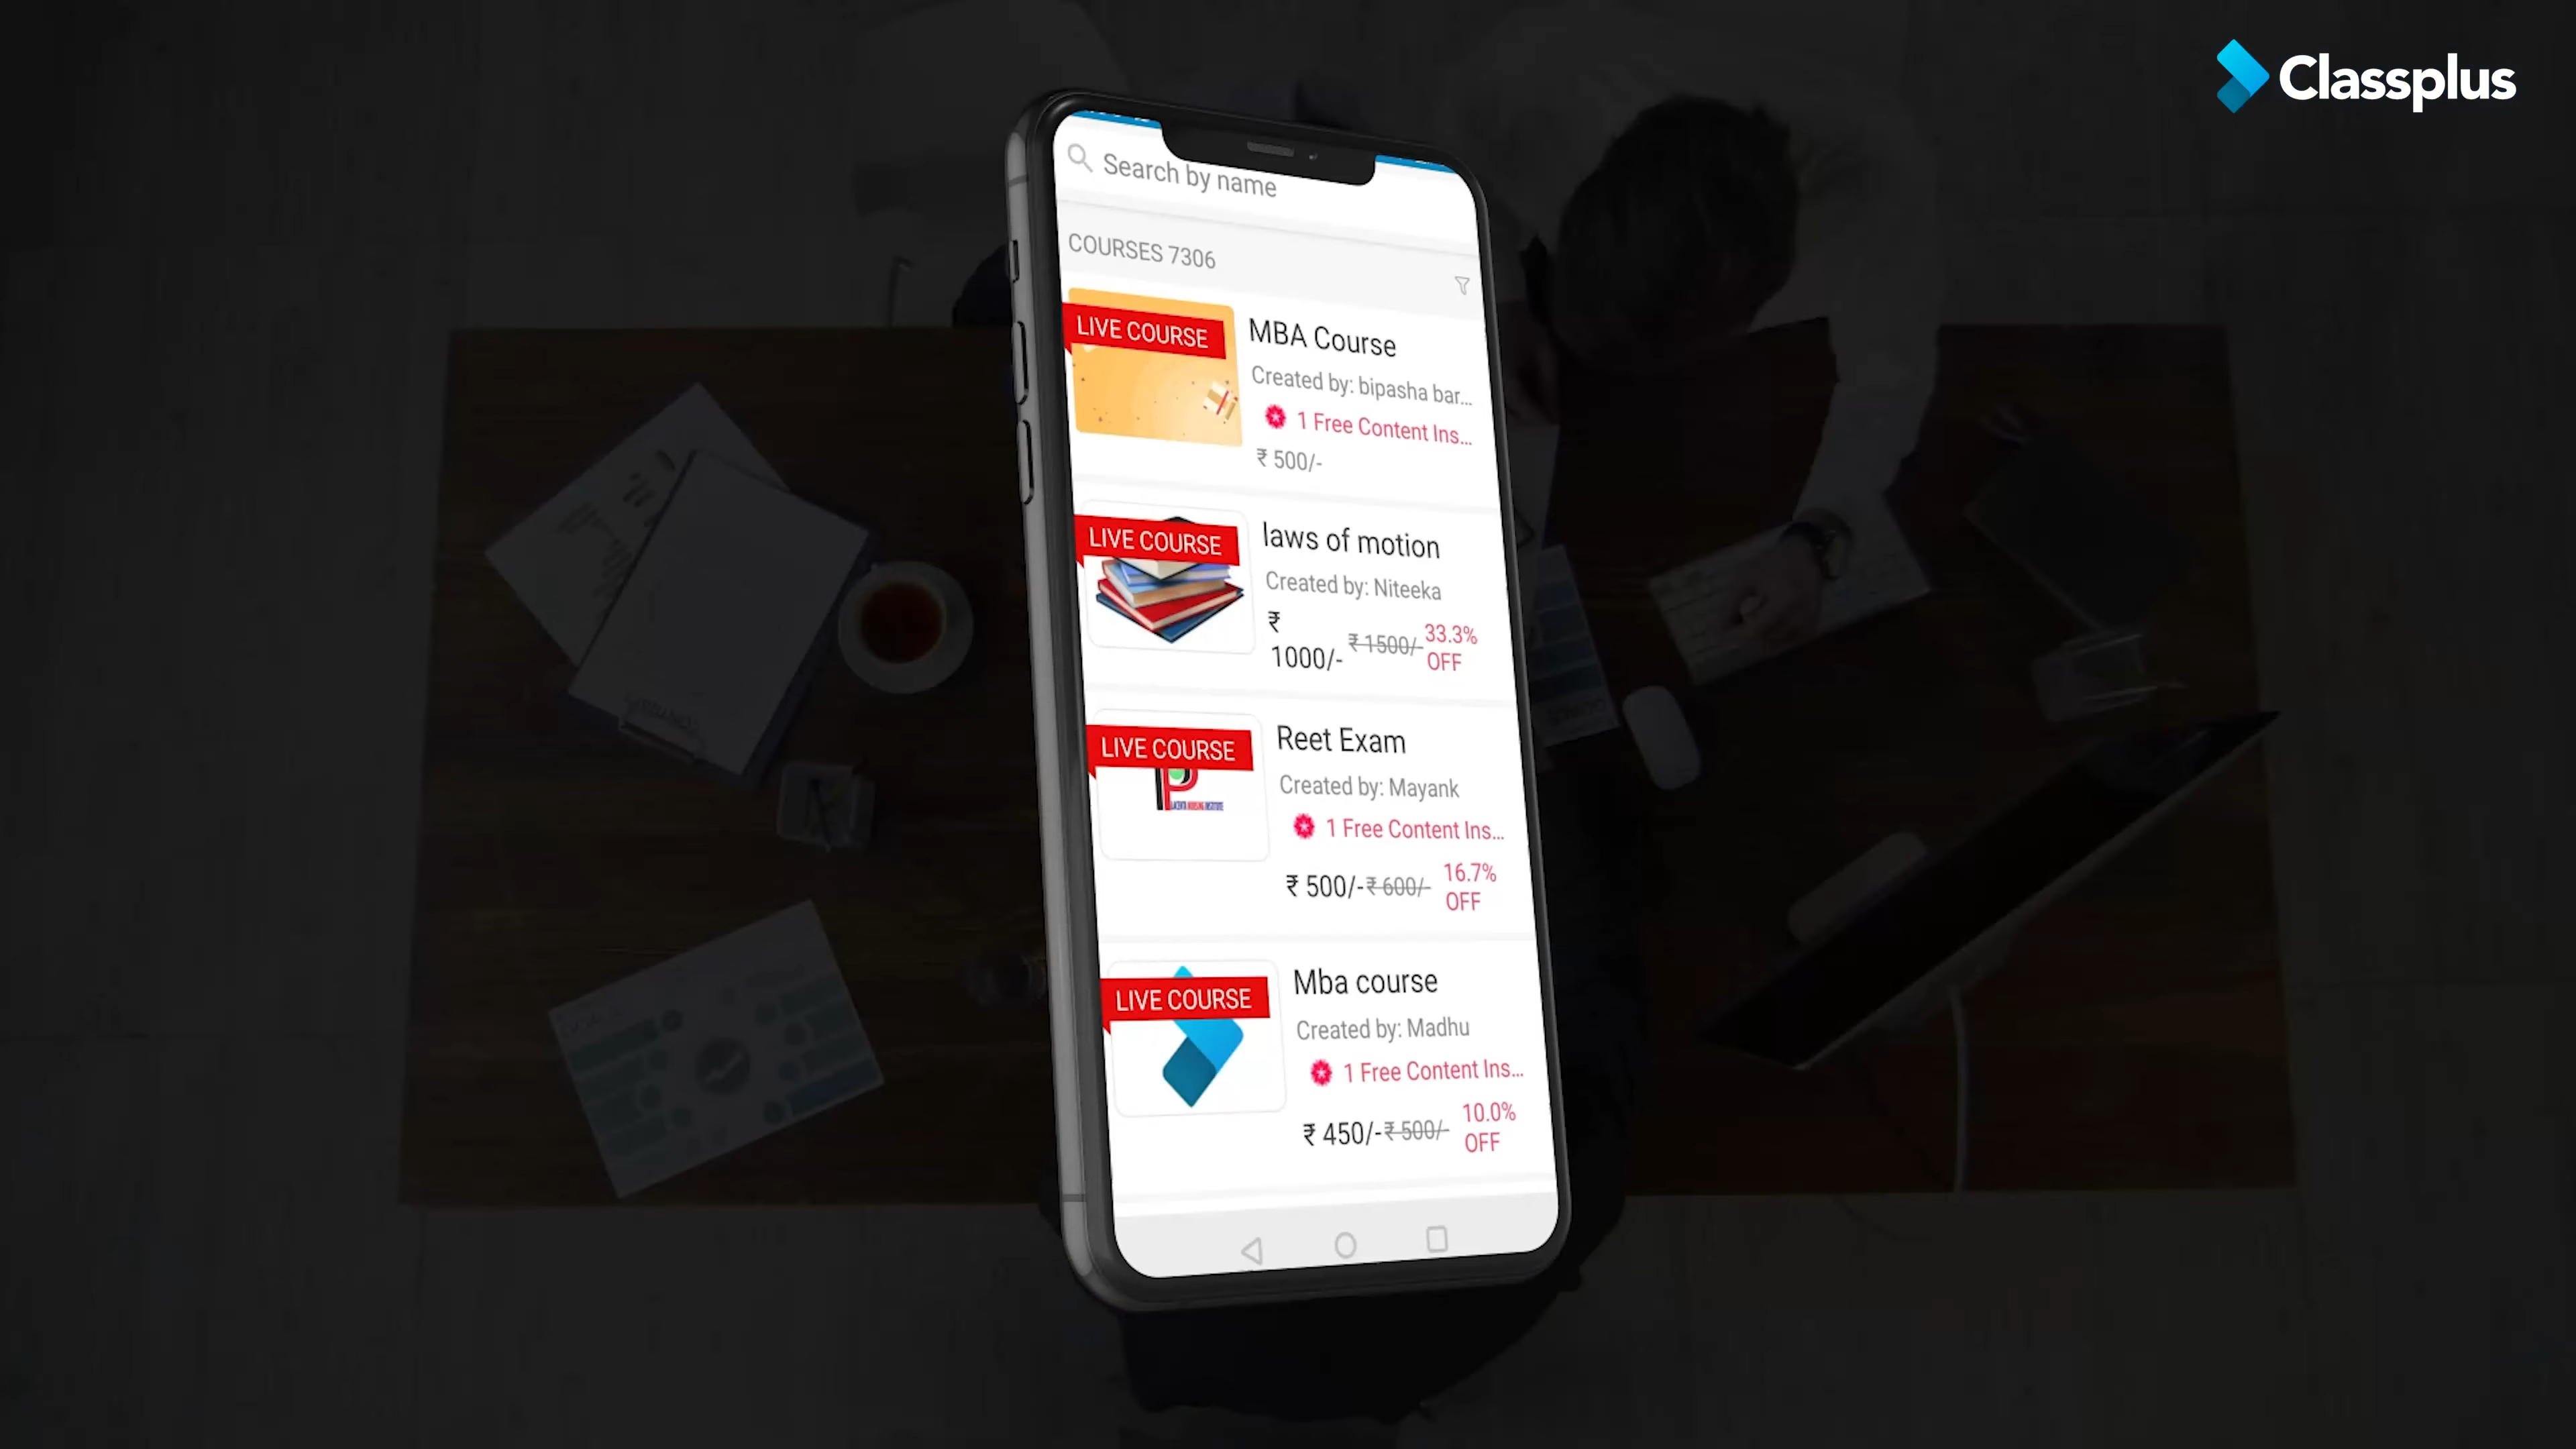 Classplus
Search by name
COURSES 7306
LIVE COURSE
MBA Course
Created by: bipasha bar...
1 Free Content Ins...
₹ 500/-
LIVE COURSE
laws of motion
Created by: Niteeka
₹
1000/- ₹ 1500/- 33.3%
OFF
LIVE COURSE
Reet Exam
Created by: Mayank
1 Free Content Ins...
₹ 500/- ₹ 600/- 16.7%
OFF
LIVE COURSE
Mba course
Created by: Madhu
1 Free Content Ins...
₹ 450/- ₹ 500/- 10.0%
OFF